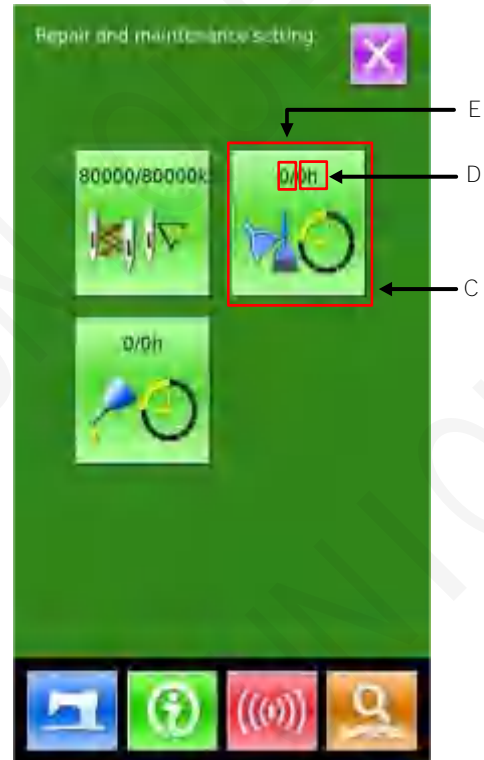 Repair and maintenance setting
E
80000/80000k
0/0h
D
C
0/0h